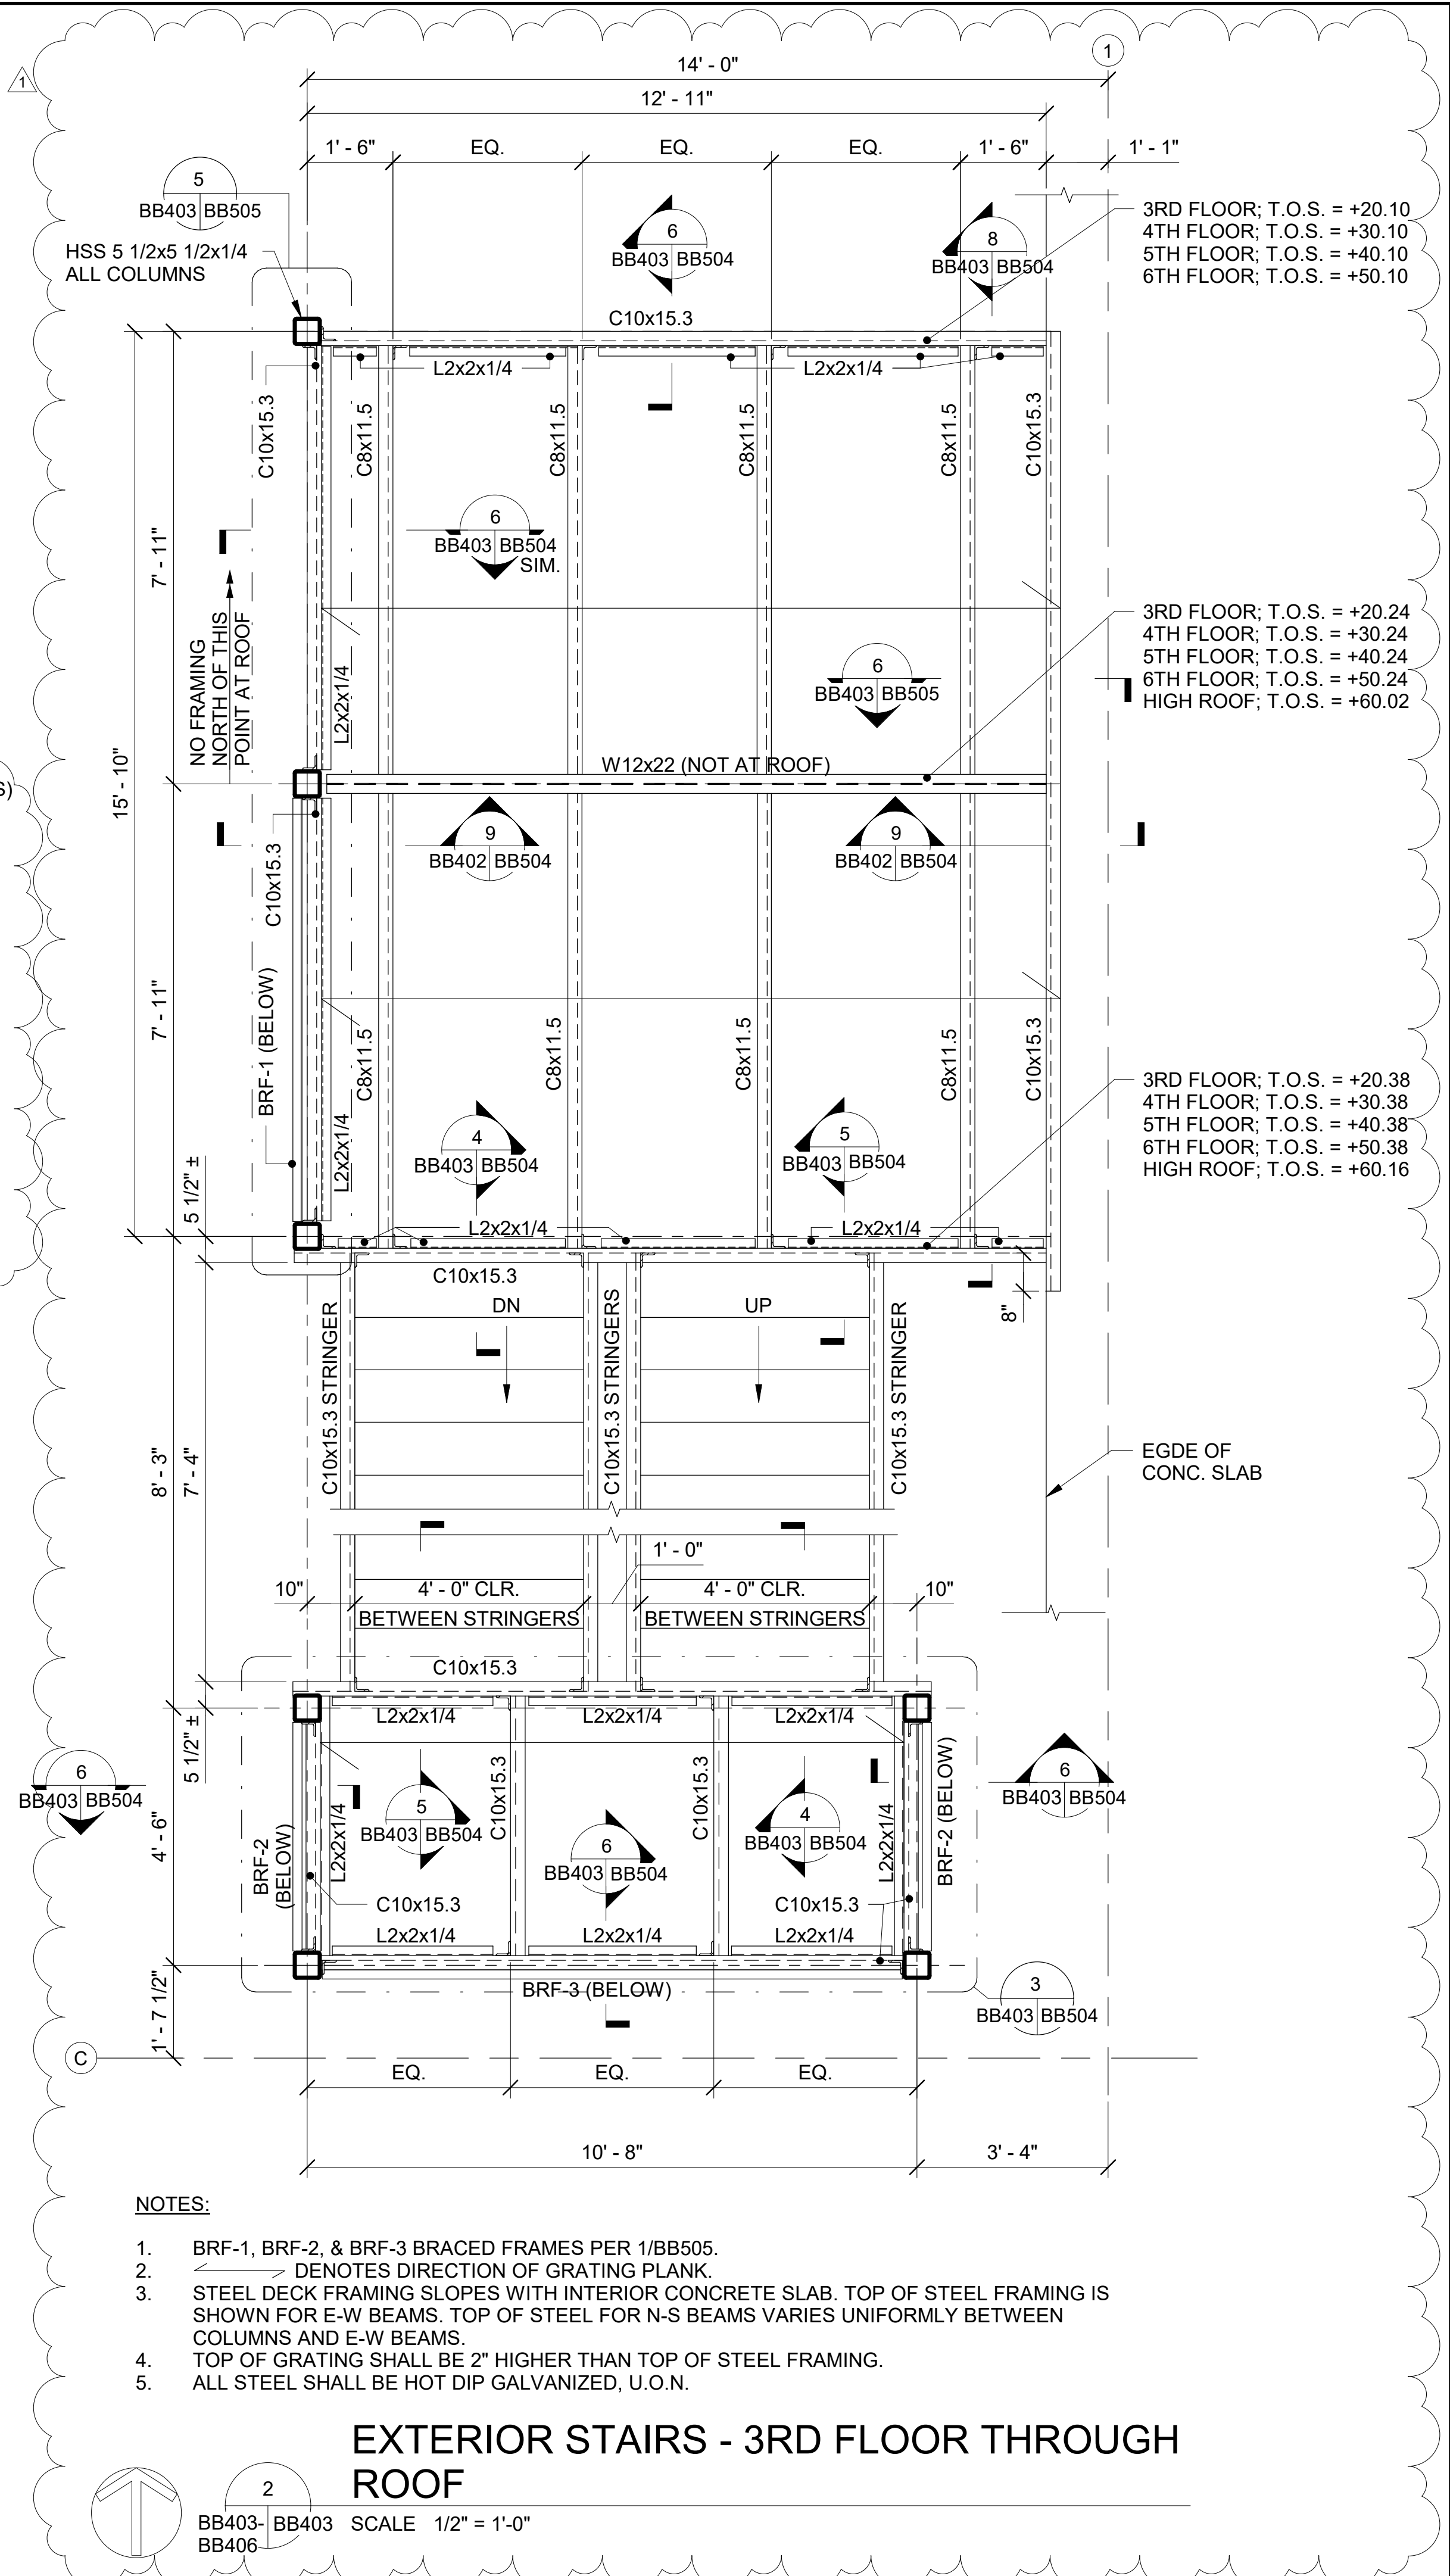 1
1
14' - 0"
12' - 11"
1' - 6"
EQ.
EQ.
EQ.
1' - 6"
1' - 1"
5
BB403 BB505
HSS 5 1/2x5 1/2x1/4
ALL COLUMNS
6
BB403 BB504
8
BB403 BB504
3RD FLOOR; T.O.S. = +20.10
4TH FLOOR; T.O.S. = +30.10
5TH FLOOR; T.O.S. = +40.10
6TH FLOOR; T.O.S. = +50.10
C10x15.3
L2x2x1/4
L2x2x1/4
C10x15.3
C8x11.5
C8x11.5
C8x11.5
C8x11.5
C10x15.3
6
BB403 BB504
SIM.
7' - 11"
NO FRAMING
NORTH OF THIS
POINT AT ROOF
L2x2x1/4
6
BB403 BB505
3RD FLOOR; T.O.S. = +20.24
4TH FLOOR; T.O.S. = +30.24
5TH FLOOR; T.O.S. = +40.24
6TH FLOOR; T.O.S. = +50.24
HIGH ROOF; T.O.S. = +60.02
15' - 10"
S)
W12x22 (NOT AT ROOF)
C10x15.3
9
BB402 BB504
9
BB402 BB504
7' - 11"
BRF-1 (BELOW)
C8x11.5
C8x11.5
C8x11.5
C8x11.5
C10x15.3
L2x2x1/4
4
BB403 BB504
5
BB403 BB504
3RD FLOOR; T.O.S. = +20.38
4TH FLOOR; T.O.S. = +30.38
5TH FLOOR; T.O.S. = +40.38
6TH FLOOR; T.O.S. = +50.38
HIGH ROOF; T.O.S. = +60.16
5 1/2" ±
L2x2x1/4
L2x2x1/4
C10x15.3
8"
DN
UP
C10x15.3 STRINGER
C10x15.3 STRINGERS
C10x15.3 STRINGER
8' - 3"
7' - 4"
EGDE OF
CONC. SLAB
1' - 0"
10"
4' - 0" CLR.
4' - 0" CLR.
10"
BETWEEN STRINGERS
BETWEEN STRINGERS
C10x15.3
L2x2x1/4
L2x2x1/4
L2x2x1/4
5 1/2" ±
6
BB403 BB504
4' - 6"
BRF-2
(BELOW)
L2x2x1/4
5
BB403 BB504
C10x15.3
6
BB403 BB504
C10x15.3
4
BB403 BB504
L2x2x1/4
BRF-2 (BELOW)
6
BB403 BB504
C10x15.3
C10x15.3
L2x2x1/4
L2x2x1/4
L2x2x1/4
BRF-3 (BELOW)
3
BB403 BB504
1' - 7 1/2"
C
EQ.
EQ.
EQ.
10' - 8"
3' - 4"
NOTES:
1. BRF-1, BRF-2, & BRF-3 BRACED FRAMES PER 1/BB505.
2. DENOTES DIRECTION OF GRATING PLANK.
3. STEEL DECK FRAMING SLOPES WITH INTERIOR CONCRETE SLAB. TOP OF STEEL FRAMING IS
SHOWN FOR E-W BEAMS. TOP OF STEEL FOR N-S BEAMS VARIES UNIFORMLY BETWEEN
COLUMNS AND E-W BEAMS.
4. TOP OF GRATING SHALL BE 2" HIGHER THAN TOP OF STEEL FRAMING.
5. ALL STEEL SHALL BE HOT DIP GALVANIZED, U.O.N.
EXTERIOR STAIRS - 3RD FLOOR THROUGH
ROOF
2
BB403- BB403
BB406
SCALE 1/2" = 1'-0"